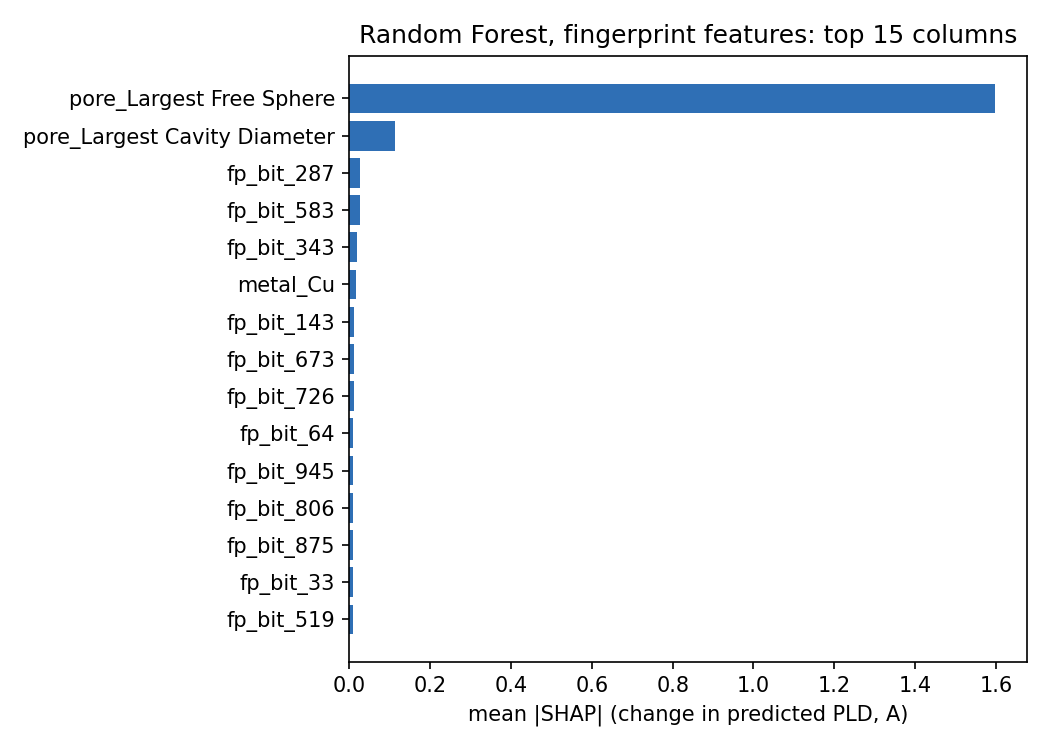 Random Forest, fingerprint features: top 15 columns
pore_Largest Free Sphere
pore_Largest Cavity Diameter
fp_bit_287
fp_bit_583
fp_bit_343
metal_Cu
fp_bit_143
fp_bit_673
fp_bit_726
fp_bit_64
fp_bit_945
fp_bit_806
fp_bit_875
fp_bit_33
fp_bit_519
0.0 0.2 0.4 0.6 0.8 1.0 1.2 1.4 1.6
mean |SHAP| (change in predicted PLD, A)